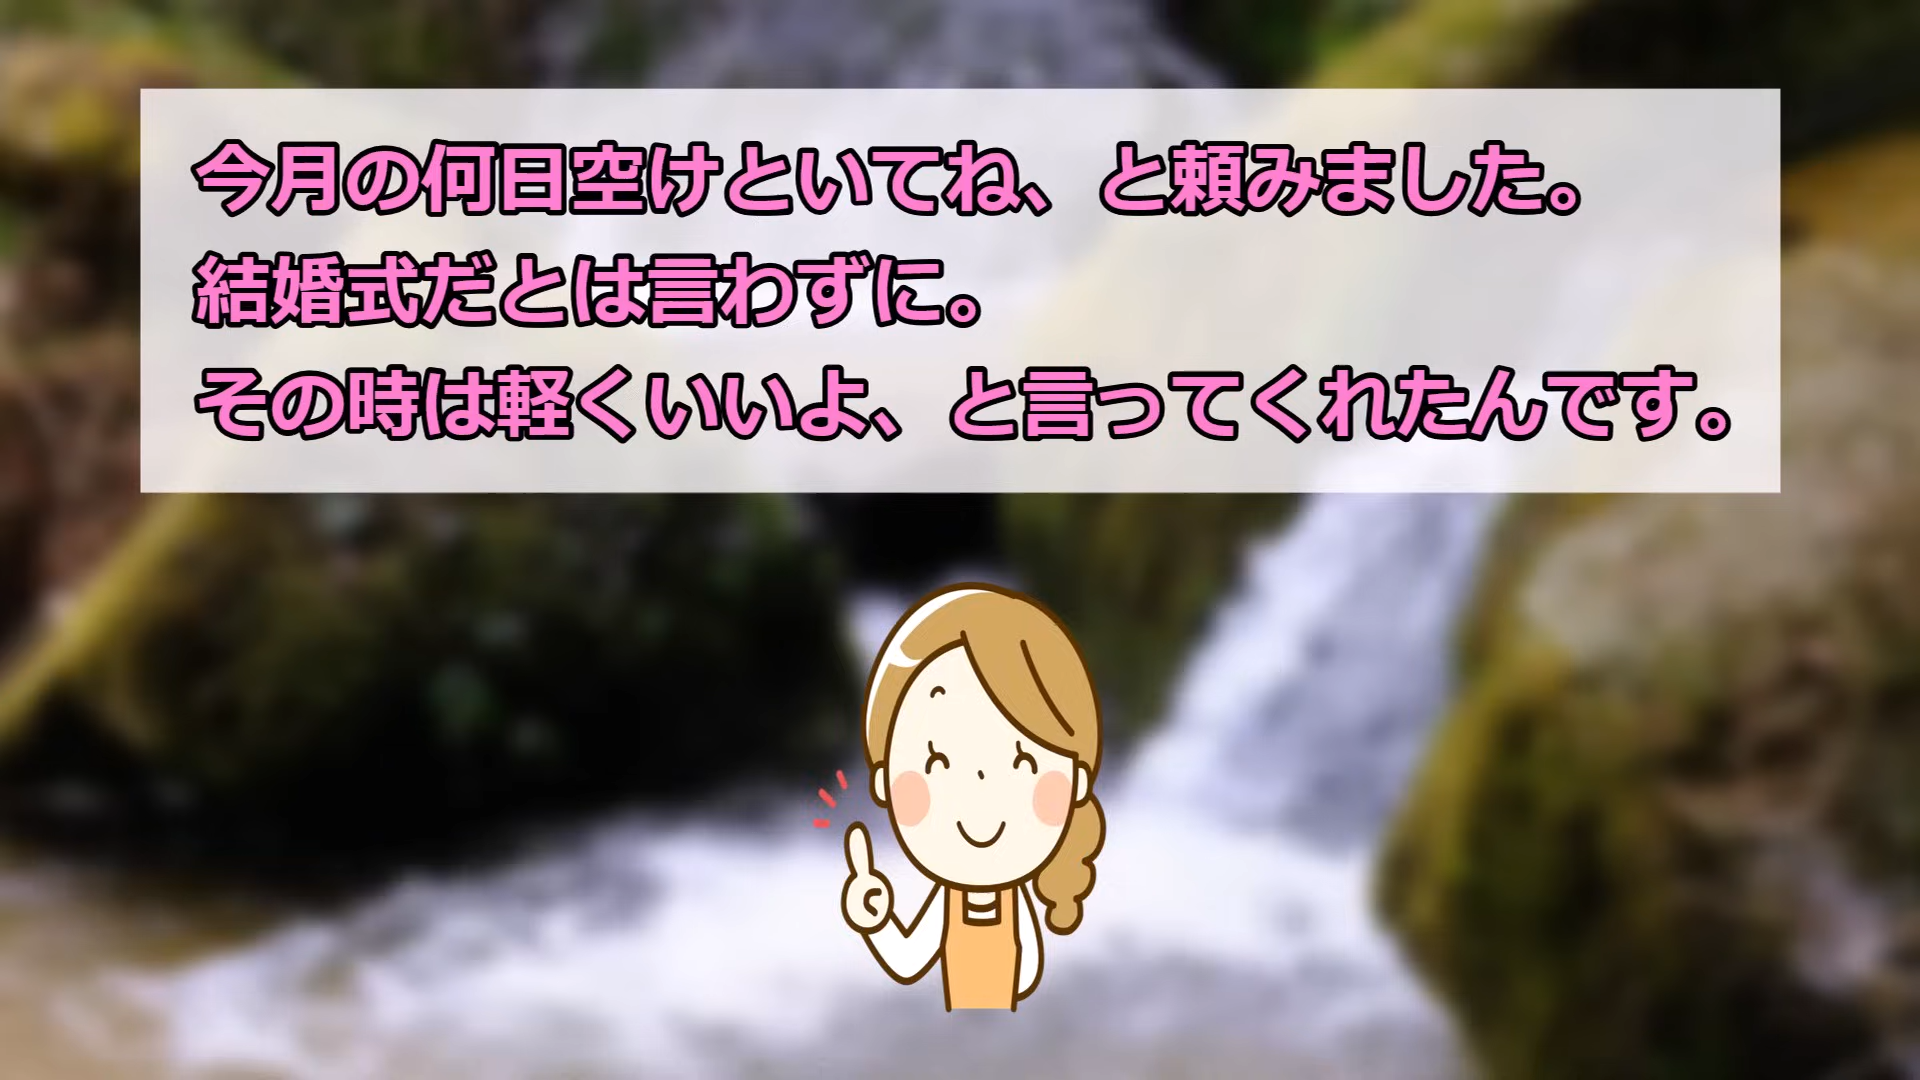 今月の何日空けといてね、と頼みました。
結婚式だとは言わずに。
その時は軽くいいよ、と言ってくれたんです。